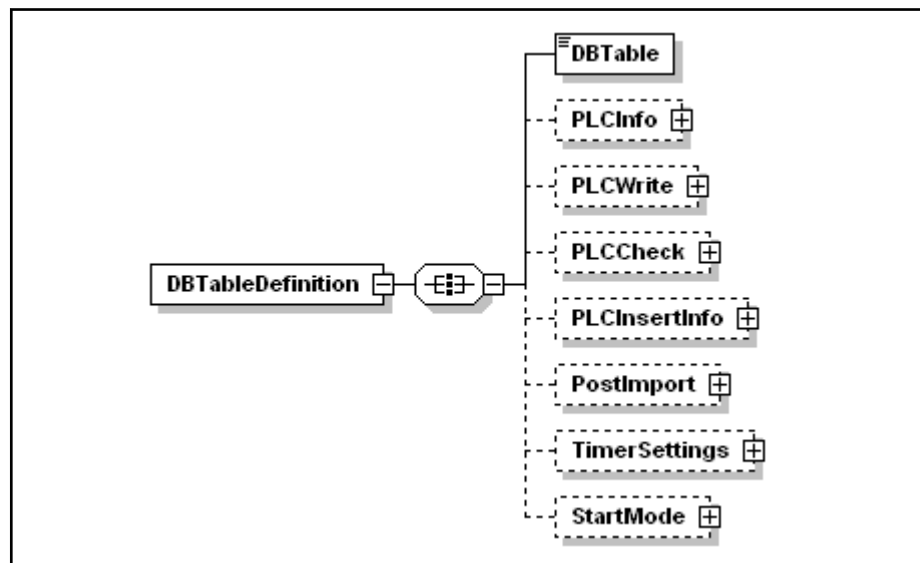 DBTable
PLCInfo
PLCWrite
PLCCheck
DBTableDefinition
PLCInsertInfo
PostImport
TimerSettings
StartMode